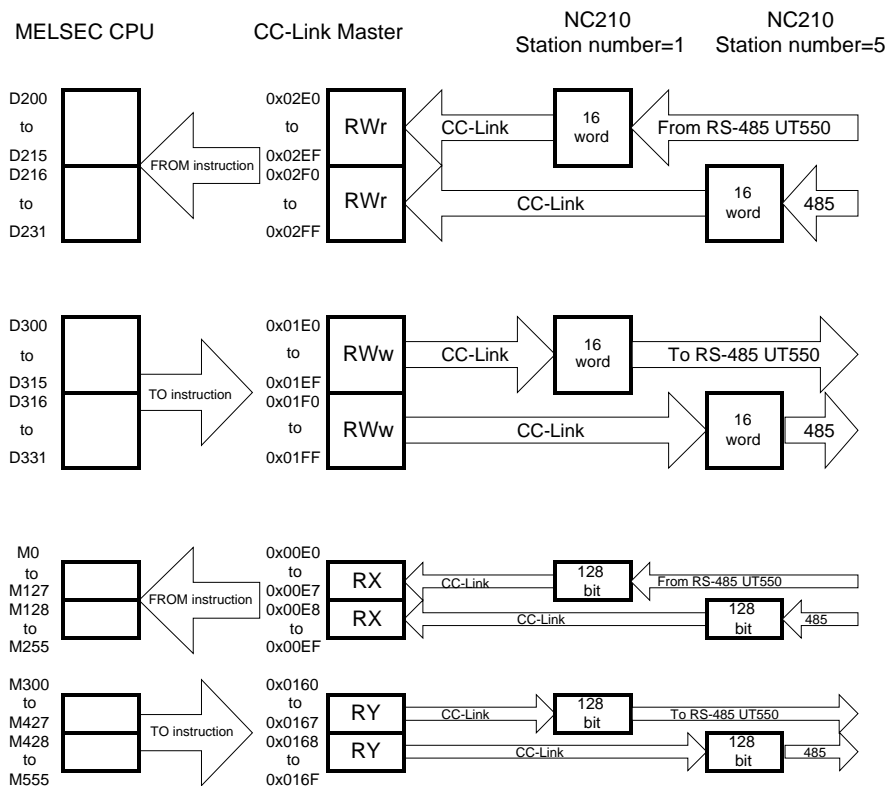 MELSEC CPU
CC-Link Master
NC210
Station number=1
NC210
Station number=5
D200
to
D215
D216
to
D231
FROM instruction
0x02E0
to
0x02EF
0x02F0
to
0x02FF
RWr
RWr
CC-Link
16
word
From RS-485 UT550
CC-Link
16
word
485
D300
to
D315
D316
to
D331
TO instruction
0x01E0
to
0x01EF
0x01F0
to
0x01FF
RWw
RWw
CC-Link
16
word
To RS-485 UT550
CC-Link
16
word
485
M0
to
M127
M128
to
M255
FROM instruction
0x00E0
to
0x00E7
0x00E8
to
0x00EF
RX
RX
CC-Link
128
bit
From RS-485 UT550
CC-Link
128
bit
485
M300
to
M427
M428
to
M555
TO instruction
0x0160
to
0x0167
0x0168
to
0x016F
RY
RY
CC-Link
128
bit
To RS-485 UT550
CC-Link
128
bit
485